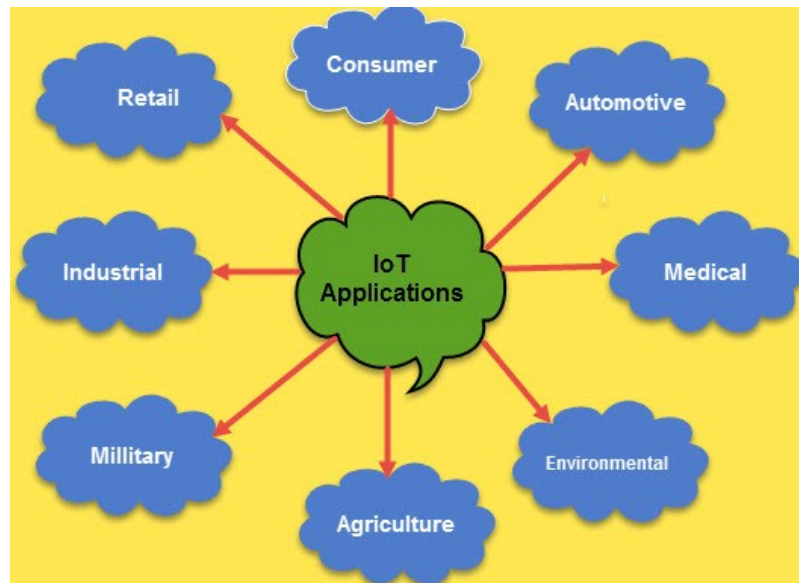 Consumer
Retail
Automotive
IoT
Applications
Industrial
Medical
Millitary
Environmental
Agriculture